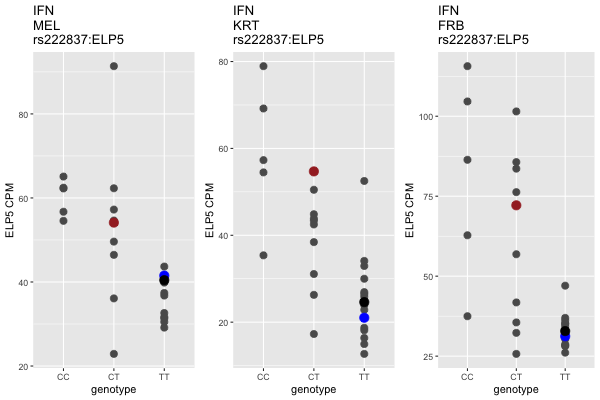 IFN
MEL
rs222837:ELP5
ELP5 CPM
80
60
40
20
CC
CT
TT
genotype
IFN
KRT
rs222837:ELP5
ELP5 CPM
80
60
40
20
CC
CT
TT
genotype
IFN
FRB
rs222837:ELP5
ELP5 CPM
100
75
50
25
CC
CT
TT
genotype